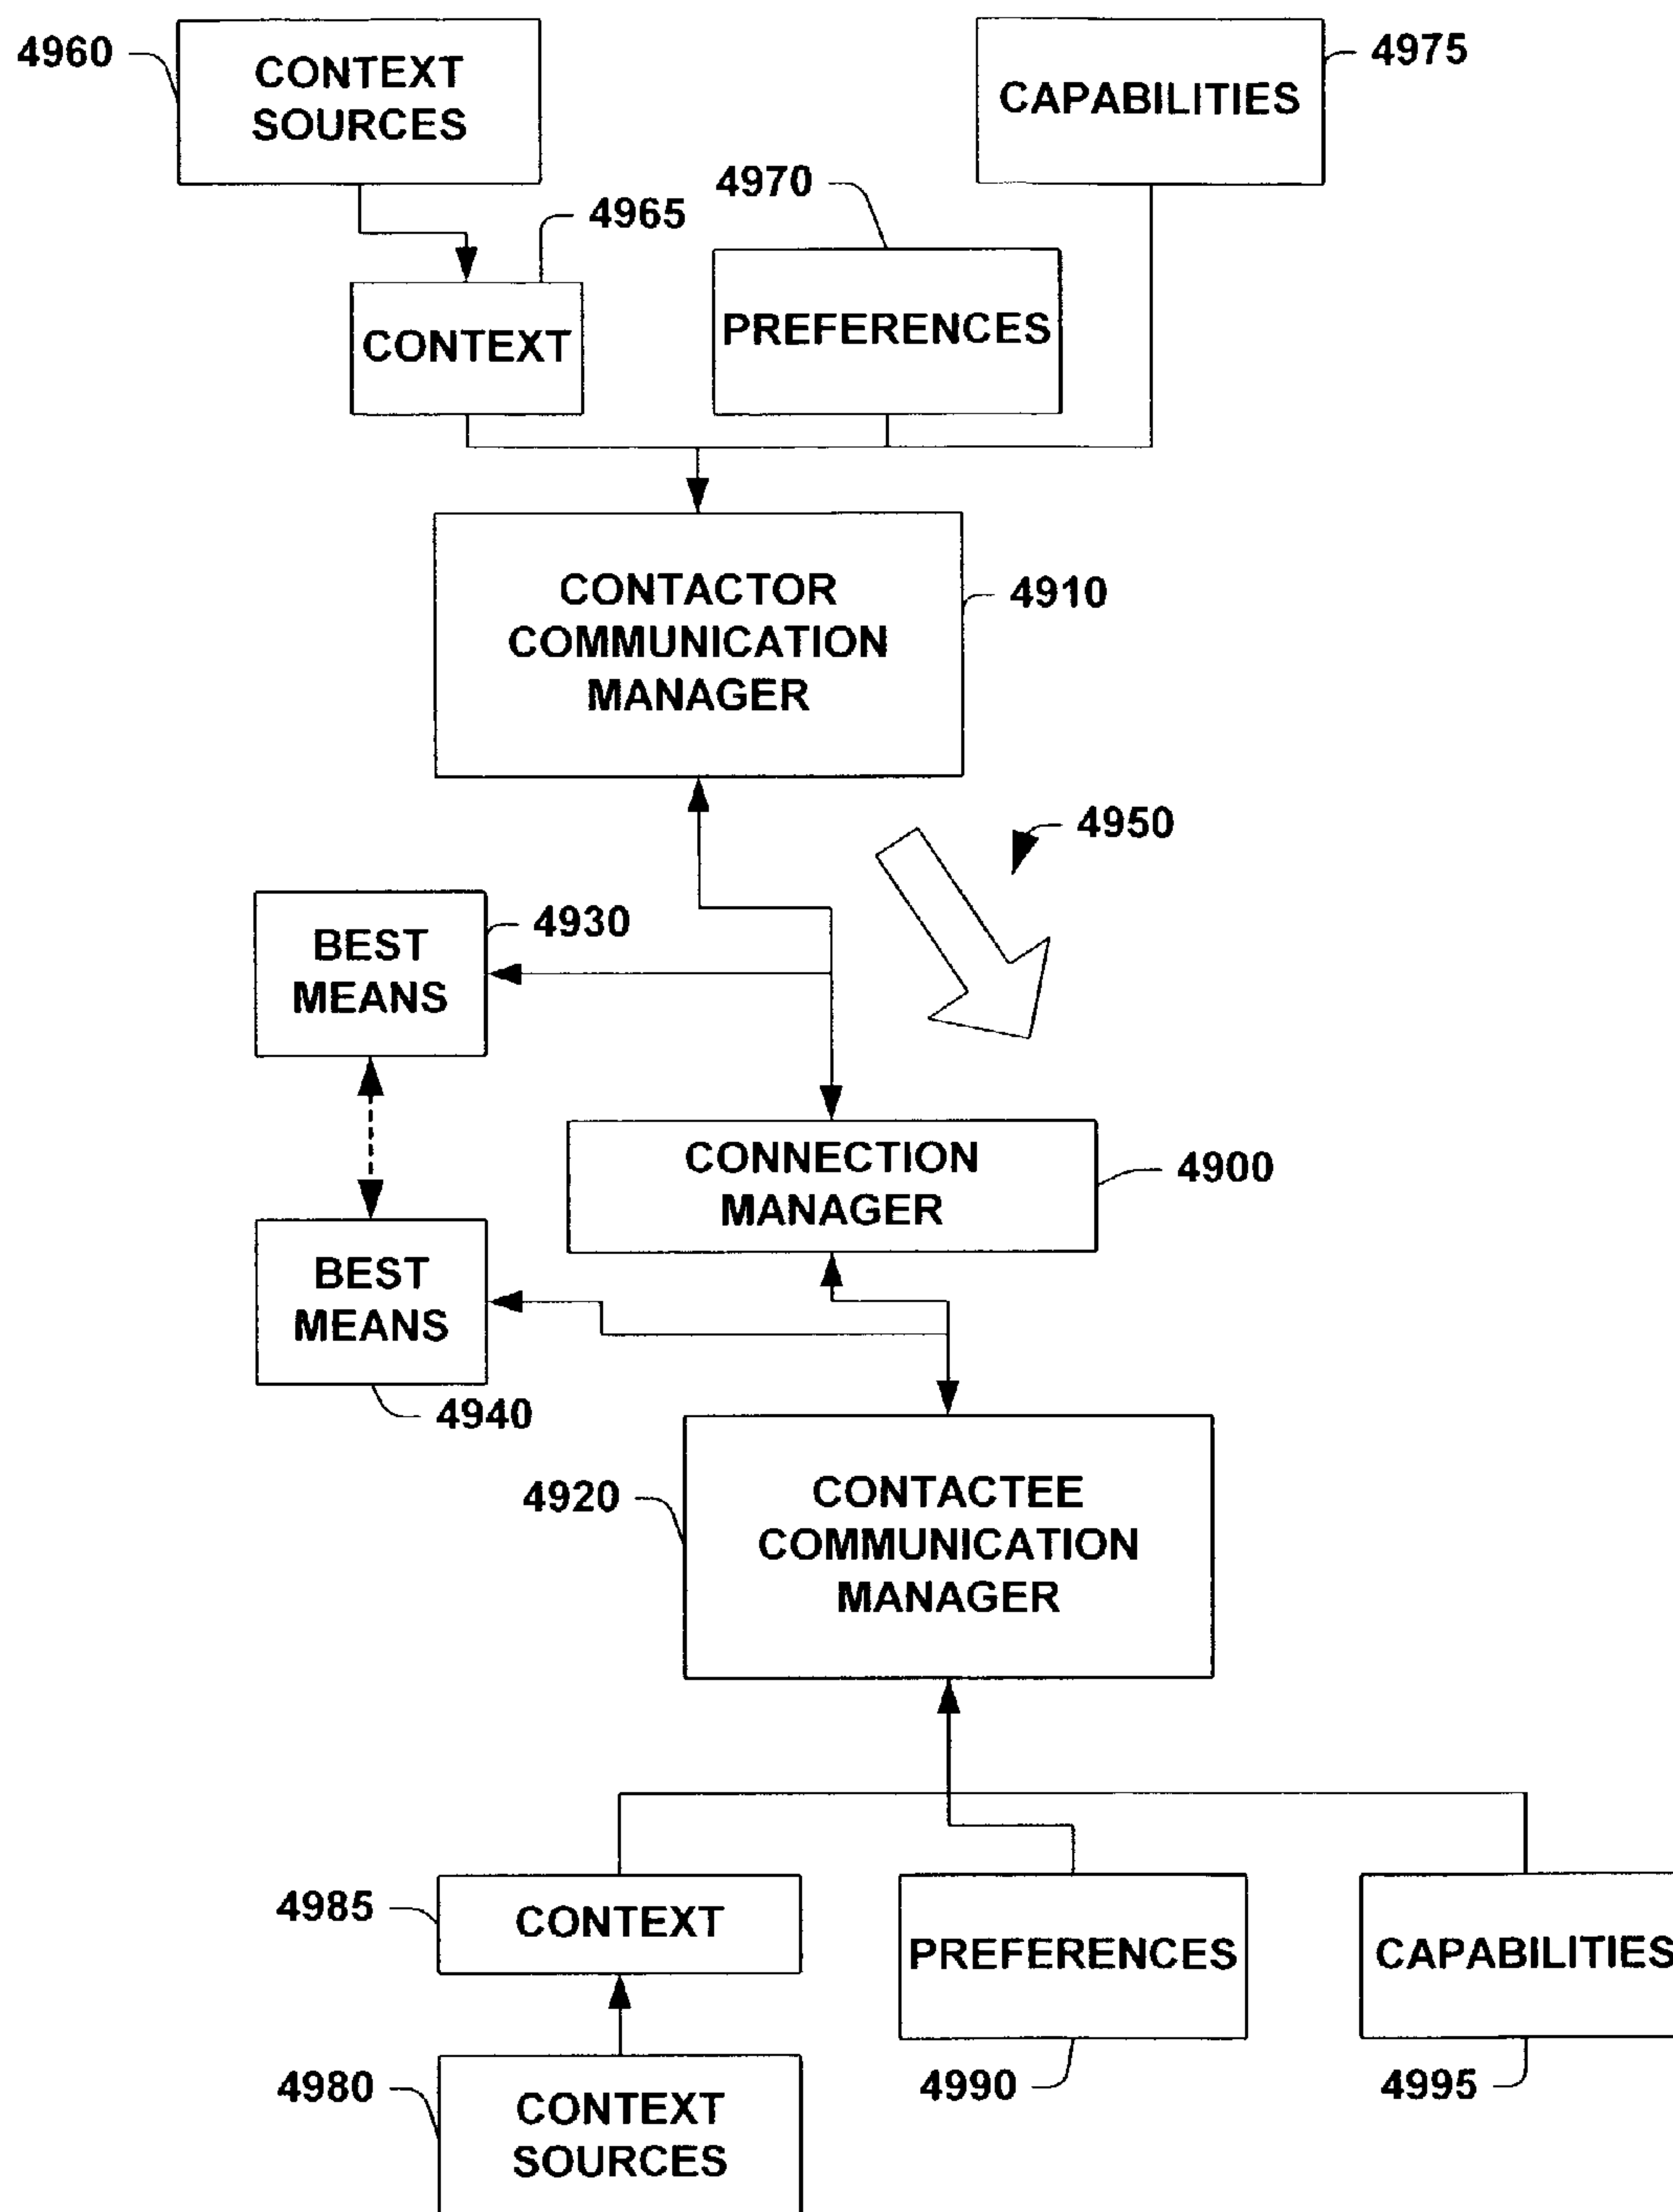 4960
CONTEXT
SOURCES
CAPABILITIES
4975
4970
4965
CONTEXT
PREFERENCES
CONTACTOR
COMMUNICATION
MANAGER
4910
4950
BEST
MEANS
4930
CONNECTION
MANAGER
4900
BEST
MEANS
4940
4920
CONTACTEE
COMMUNICATION
MANAGER
4985
CONTEXT
PREFERENCES
CAPABILITIES
4980
CONTEXT
SOURCES
4990
4995